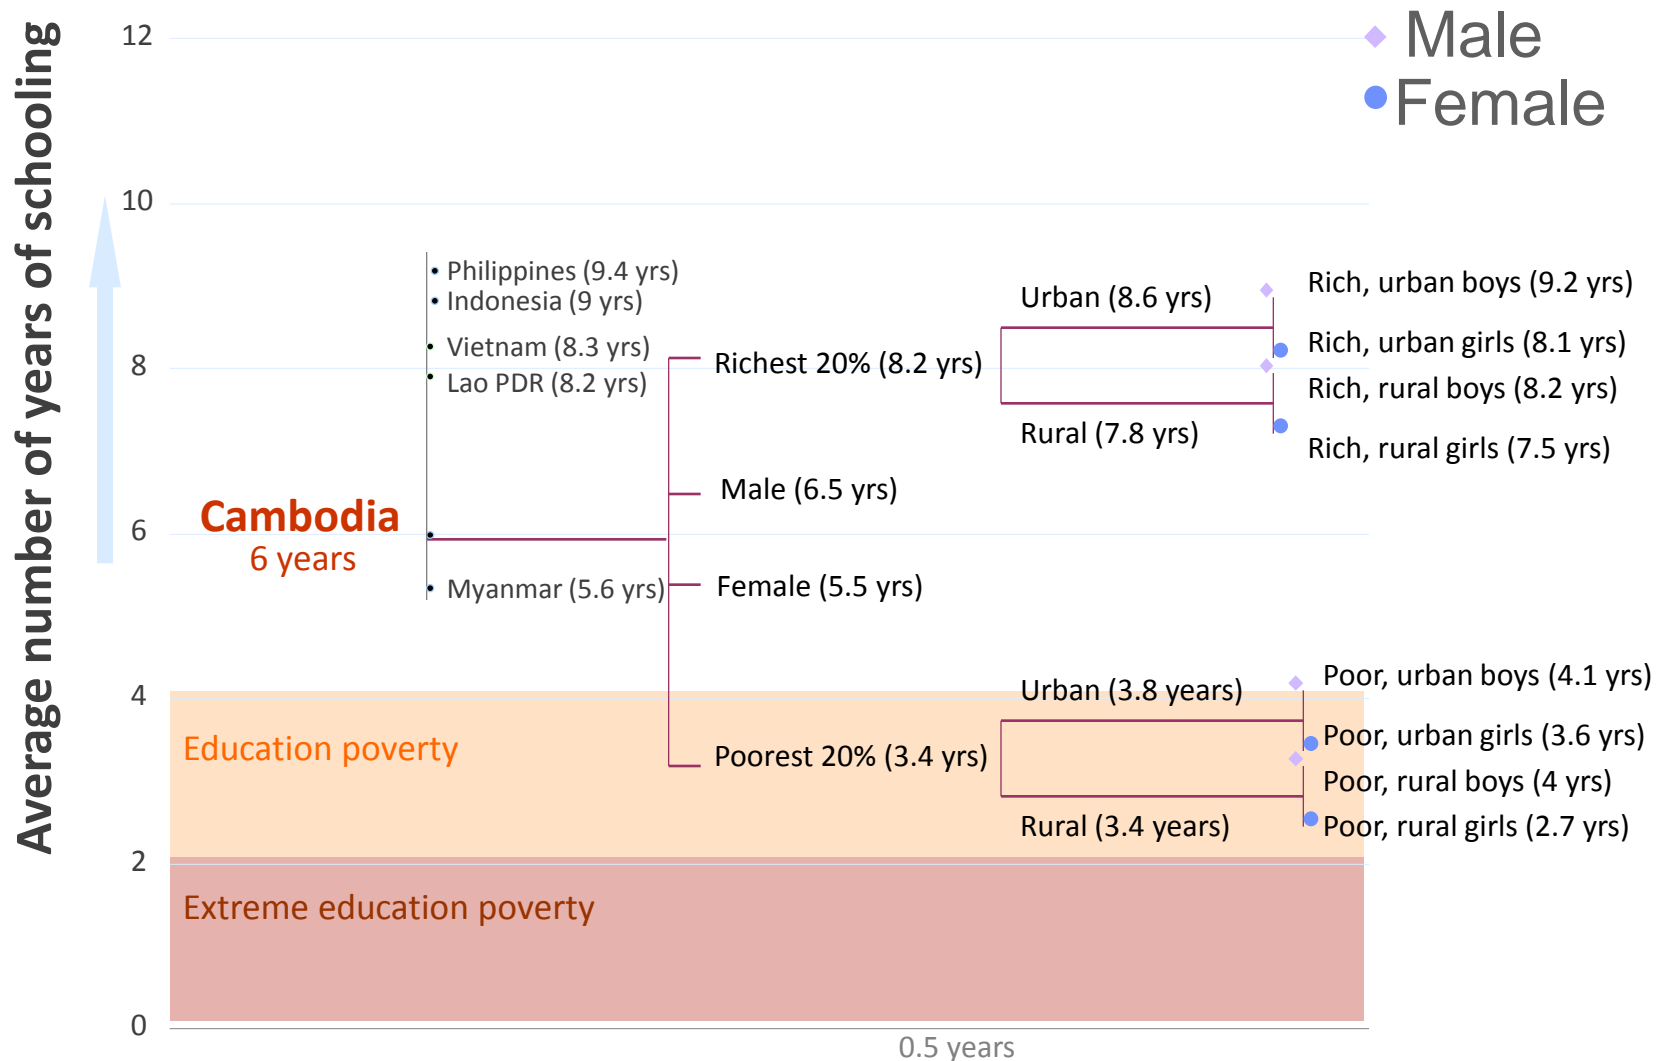 Average number of years of schooling
12
10
8
6
4
2
0
Male
Female
Philippines (9.4 yrs)
Indonesia (9 yrs)
Vietnam (8.3 yrs)
Lao PDR (8.2 yrs)
Cambodia
6 years
Myanmar (5.6 yrs)
Richest 20% (8.2 yrs)
Male (6.5 yrs)
Female (5.5 yrs)
Poorest 20% (3.4 yrs)
Urban (8.6 yrs)
Rural (7.8 yrs)
Urban (3.8 years)
Rural (3.4 years)
Rich, urban boys (9.2 yrs)
Rich, urban girls (8.1 yrs)
Rich, rural boys (8.2 yrs)
Rich, rural girls (7.5 yrs)
Poor, urban boys (4.1 yrs)
Poor, urban girls (3.6 yrs)
Poor, rural boys (4 yrs)
Poor, rural girls (2.7 yrs)
Education poverty
Extreme education poverty
0.5 years